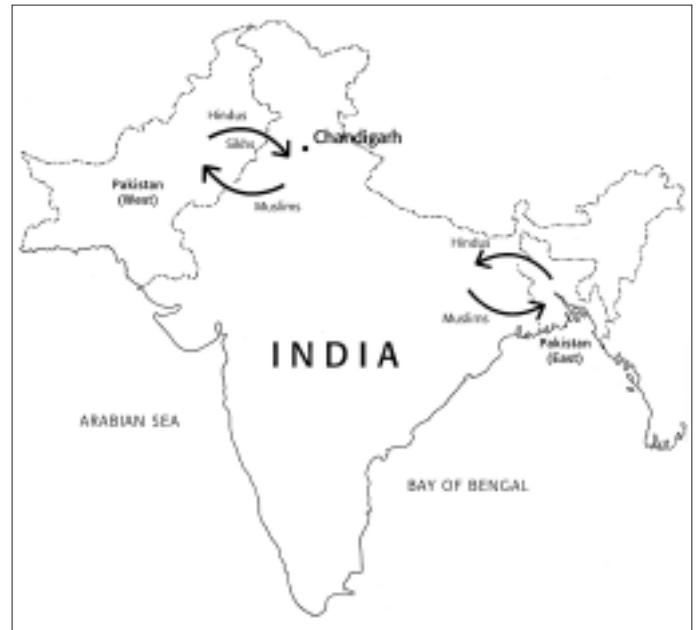 Hindus
Sikhs
Chandigarh
Pakistan
(West)
Muslims
Hindus
Muslims
Pakistan
(East)
INDIA
ARABIAN SEA
BAY OF BENGAL